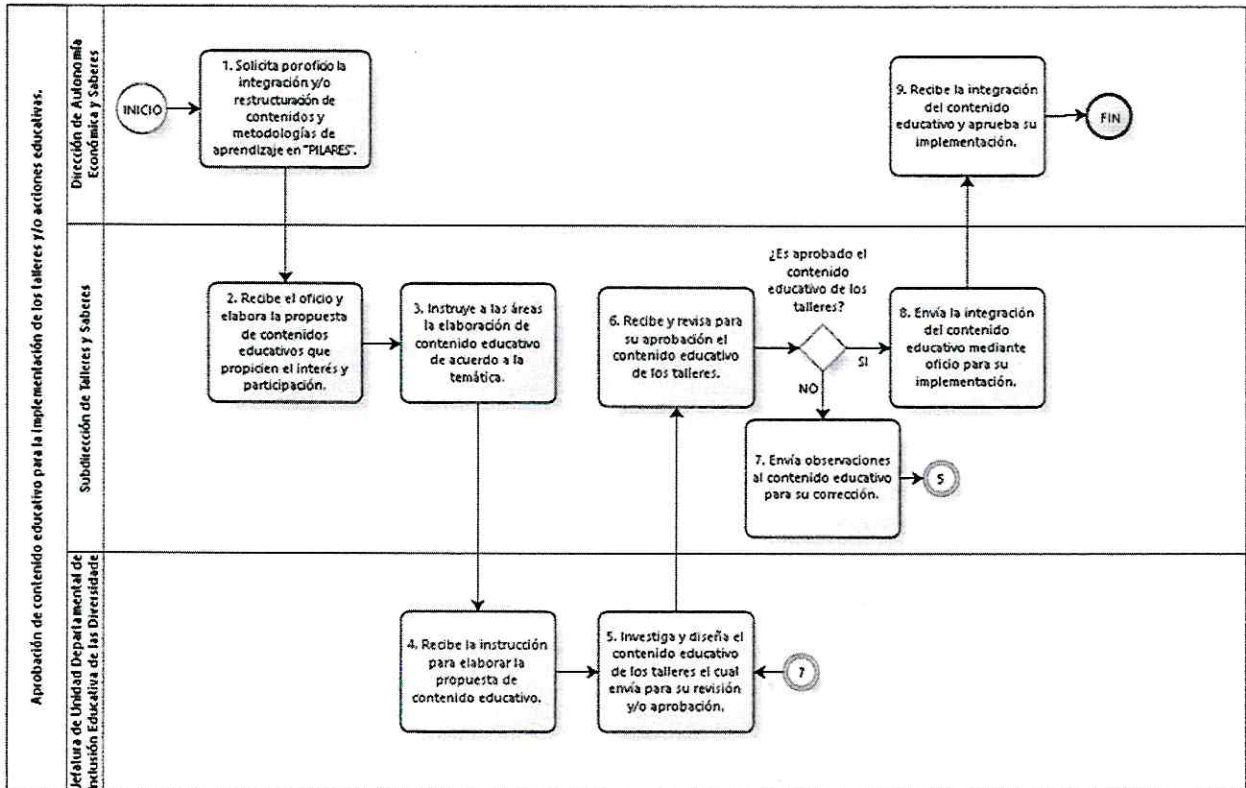 Aprobación de contenido educativo para la implementación de los talleres y/o acciones educativas.
Dirección de Autonomía
Económica y Saberes
INICIO
1. Solicita por oficio la
integración y/o
restructuración de
contenidos y
metodologías de
aprendizaje en "PILARES".
9. Recibe la integración
del contenido
educativo y aprueba su
implementación.
FIN
Subdirección de Talleres y Saberes
2. Recibe el oficio y
elabora la propuesta
de contenidos
educativos que
propicien el interés y
participación.
3. Instruye a las áreas
la elaboración de
contenido educativo
de acuerdo a la
temática.
6. Recibe y revisa para
su aprobación el
contenido educativo
de los talleres.
¿Es aprobado el
contenido
educativo de los
talleres?
SI
NO
8. Envía la integración
del contenido
educativo mediante
oficio para su
implementación.
7. Envía observaciones
al contenido educativo
para su corrección.
5
Jefatura de Unidad Departamental de
Inclusión Educativa de las Diversidade
4. Recibe la instrucción
para elaborar la
propuesta de
contenido educativo.
5. Investiga y diseña el
contenido educativo
de los talleres el cual
envía para su revisión
y/o aprobación.
7